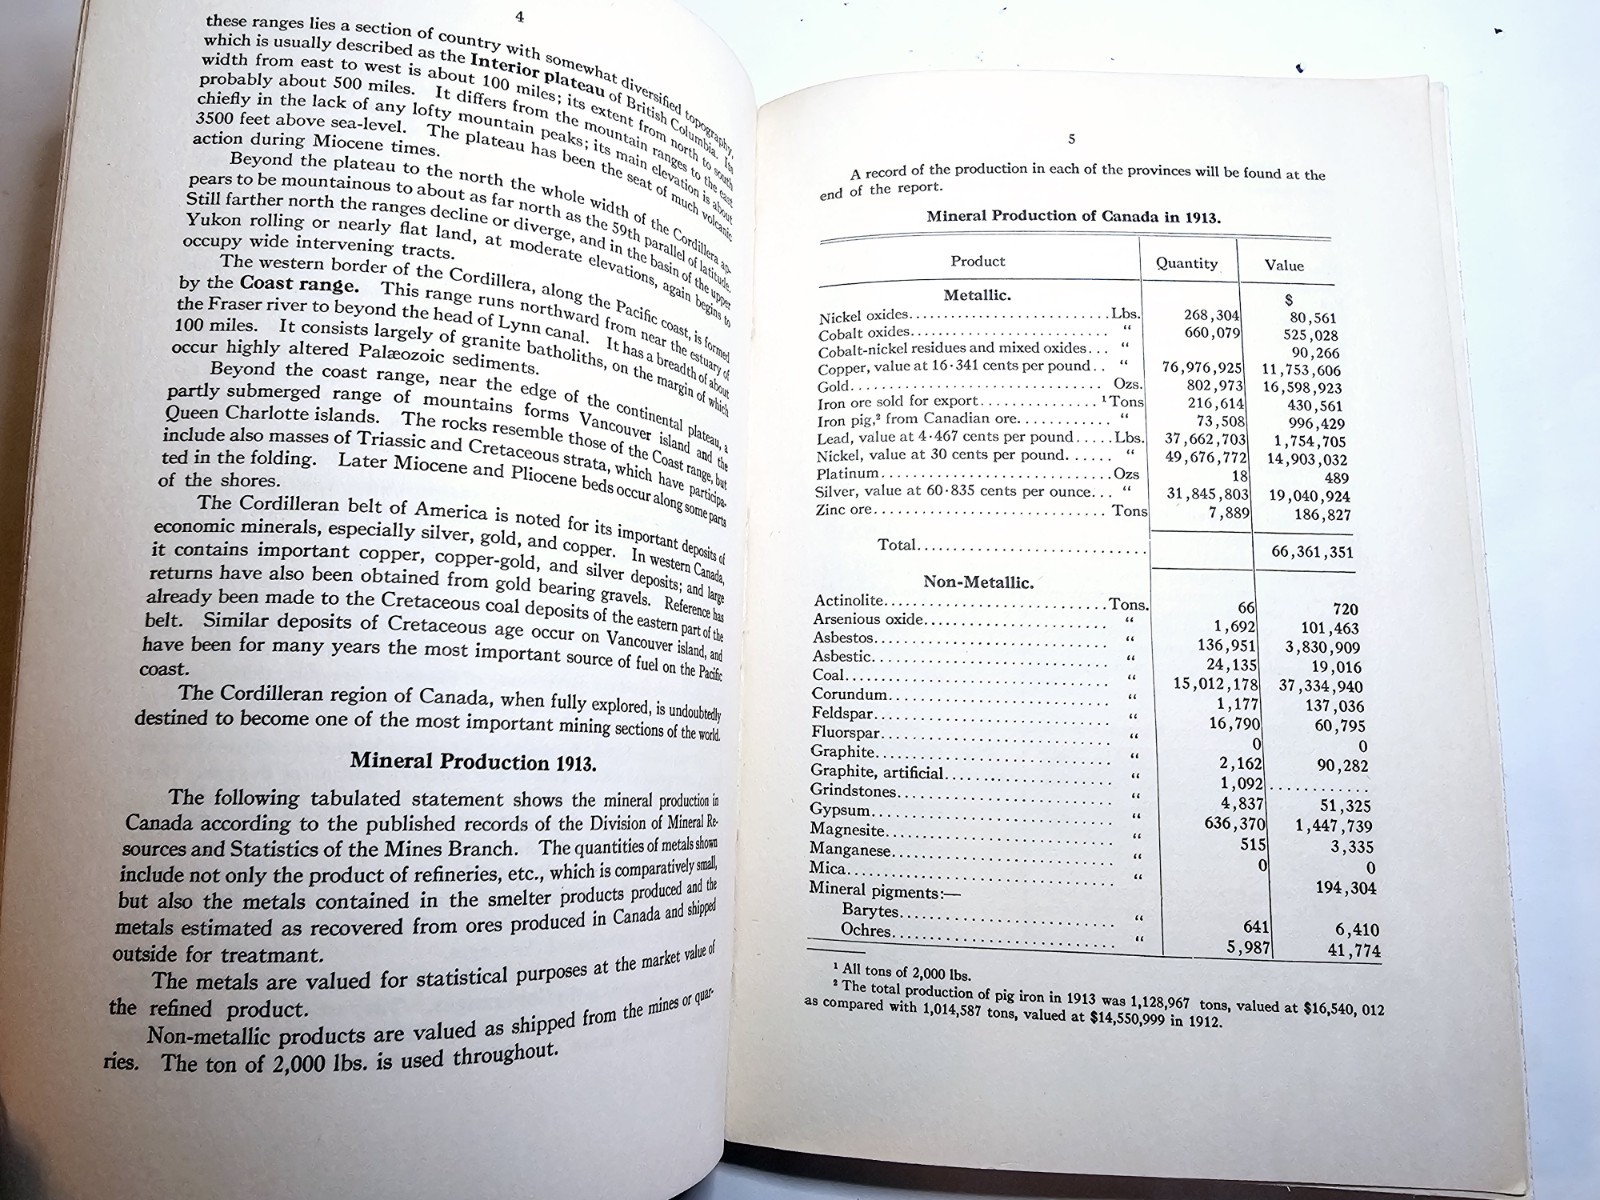 4
these ranges lies a section of country with somewhat diversified topography,
which is usually described as the Interior plateau of British Columbia. Its
width from east to west is about 100 miles; its extent from north to south
probably about 500 miles. It differs from the mountain ranges to the east
chiefly in the lack of any lofty mountain peaks; its main elevation is about
3500 feet above sea-level. The plateau has been the seat of much volcanic
action during Miocene times.
Beyond the plateau to the north the whole width of the Cordillera ap-
pears to be mountainous to about as far north as the 59th parallel of latitude.
Still farther north the ranges decline or diverge, and in the basin of the upper
Yukon rolling or nearly flat land, at moderate elevations, again begins to
occupy wide intervening tracts.
The western border of the Cordillera, along the Pacific coast, is formed
by the Coast range. This range runs northward from near the estuary of
the Fraser river to beyond the head of Lynn canal. It has a breadth of about
100 miles. It consists largely of granite batholiths, on the margin of which
occur highly altered Palæozoic sediments.
Beyond the coast range, near the edge of the continental plateau, a
partly submerged range of mountains forms Vancouver island and the
Queen Charlotte islands. The rocks resemble those of the Coast range, but
include also masses of Triassic and Cretaceous strata, which have participa-
ted in the folding. Later Miocene and Pliocene beds occur along some parts
of the shores.
The Cordilleran belt of America is noted for its important deposits of
economic minerals, especially silver, gold, and copper. In western Canada,
it contains important copper, copper-gold, and silver deposits; and large
returns have also been obtained from gold bearing gravels. Reference has
already been made to the Cretaceous coal deposits of the eastern part of the
belt. Similar deposits of Cretaceous age occur on Vancouver island, and
have been for many years the most important source of fuel on the Pacific
coast.
The Cordilleran region of Canada, when fully explored, is undoubtedly
destined to become one of the most important mining sections of the world.
Mineral Production 1913.
The following tabulated statement shows the mineral production in
Canada according to the published records of the Division of Mineral Re-
sources and Statistics of the Mines Branch. The quantities of metals shown
include not only the product of refineries, etc., which is comparatively small,
but also the metals contained in the smelter products produced and the
metals estimated as recovered from ores produced in Canada and shipped
outside for treatmant.
The metals are valued for statistical purposes at the market value of
the refined product.
Non-metallic products are valued as shipped from the mines or quar-
ries. The ton of 2,000 lbs. is used throughout.
5
A record of the production in each of the provinces will be found at the
end of the report.
Mineral Production of Canada in 1913.
Product Quantity Value
Metallic. $
Nickel oxides..........................Lbs. 268,304 80,561
Cobalt oxides.......................... “ 660,079 525,028
Cobalt-nickel residues and mixed oxides... “ 90,266
Copper, value at 16·341 cents per pound.. “ 76,976,925 11,753,606
Gold.................................. Ozs. 802,973 16,598,923
Iron ore sold for export............... ¹Tons 216,614 430,561
Iron pig,² from Canadian ore............ “ 73,508 996,429
Lead, value at 4·467 cents per pound.....Lbs. 37,662,703 1,754,705
Nickel, value at 30 cents per pound...... “ 49,676,772 14,903,032
Platinum..............................Ozs 18 489
Silver, value at 60·835 cents per ounce... “ 31,845,803 19,040,924
Zinc ore.............................. Tons 7,889 186,827
Total............................. 66,361,351
Non-Metallic.
Actinolite.............................Tons. 66 720
Arsenious oxide........................ “ 1,692 101,463
Asbestos............................... “ 136,951 3,830,909
Asbestic............................... “ 24,135 19,016
Coal................................... “ 15,012,178 37,334,940
Corundum............................... “ 1,177 137,036
Feldspar............................... “ 16,790 60,795
Fluorspar.............................. “ 0 0
Graphite............................... “ 2,162 90,282
Graphite, artificial................... “ 1,092 ............
Grindstones............................ “ 4,837 51,325
Gypsum................................. “ 636,370 1,447,739
Magnesite.............................. “ 515 3,335
Manganese.............................. “ 0 0
Mica................................... “ 194,304
Mineral pigments:—
Barytes............................ “ 641 6,410
Ochres............................. “ 5,987 41,774
¹ All tons of 2,000 lbs.
² The total production of pig iron in 1913 was 1,128,967 tons, valued at $16,540, 012
as compared with 1,014,587 tons, valued at $14,550,999 in 1912.